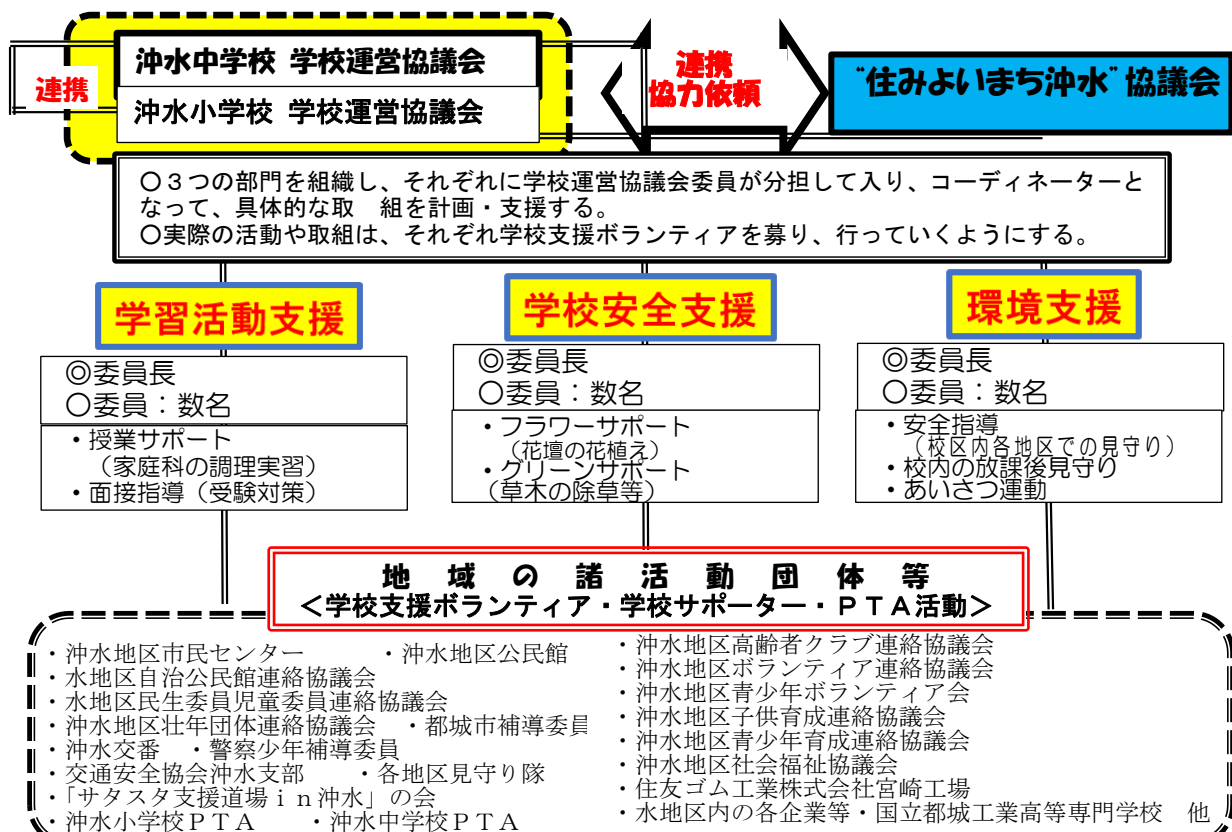 沖水中学校 学校運営協議会
沖水小学校 学校運営協議会
連携
連携
協力依頼
“住みよいまち沖水”協議会
○３つの部門を組織し、それぞれに学校運営協議会委員が分担して入り、コーディネーターと
なって、具体的な取　組を計画・支援する。
○実際の活動や取組は、それぞれ学校支援ボランティアを募り、行っていくようにする。
学習活動支援
◎委員長
○委員：数名
・授業サポート
（家庭科の調理実習）
・面接指導（受験対策）
学校安全支援
◎委員長
○委員：数名
・フラワーサポート
（花壇の花植え）
・グリーンサポート
（草木の除草等）
環境支援
◎委員長
○委員：数名
・安全指導
（校区内各地区での見守り）
・校内の放課後見守り
・あいさつ運動
地　域　の　諸　活　動　団　体　等
＜学校支援ボランティア・学校サポーター・ＰＴＡ活動＞
・沖水地区市民センター　　・沖水地区公民館
・水地区自治公民館連絡協議会
・水地区民生委員児童委員連絡協議会
・沖水地区壮年団体連絡協議会　・都城市補導委員
・沖水交番　・警察少年補導委員
・交通安全協会沖水支部　　・各地区見守り隊
・「サタスタ支援道場ｉｎ沖水」の会
・沖水小学校ＰＴＡ　　・沖水中学校ＰＴＡ
・沖水地区高齢者クラブ連絡協議会
・沖水地区ボランティア連絡協議会
・沖水地区青少年ボランティア会
・沖水地区子供育成連絡協議会
・沖水地区青少年育成連絡協議会
・沖水地区社会福祉協議会
・住友ゴム工業株式会社宮崎工場
・水地区内の各企業等・国立都城工業高等専門学校　他